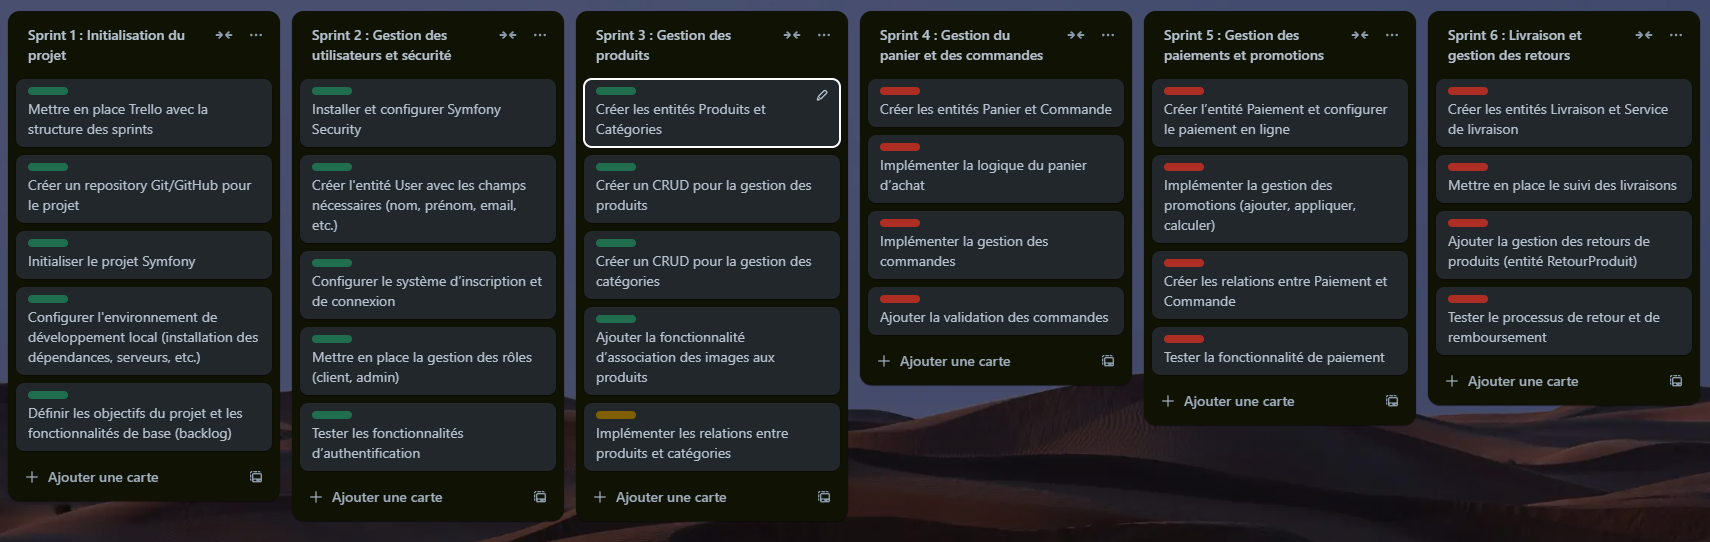 Sprint 1 : Initialisation du
projet
Mettre en place Trello avec la
structure des sprints
Créer un repository Git/GitHub pour
le projet
Initialiser le projet Symfony
Configurer l'environnement de
développement local (installation des
dépendances, serveurs, etc.)
Définir les objectifs du projet et les
fonctionnalités de base (backlog)
Ajouter une carte
Sprint 2 : Gestion des
utilisateurs et sécurité
Installer et configurer Symfony
Security
Créer l'entité User avec les champs
nécessaires (nom, prénom, email,
etc.)
Configurer le système d’inscription et
de connexion
Mettre en place la gestion des rôles
(client, admin)
Tester les fonctionnalités
d’authentification
Ajouter une carte
Sprint 3 : Gestion des
produits
Créer les entités Produits et
Catégories
Créer un CRUD pour la gestion des
produits
Créer un CRUD pour la gestion des
catégories
Ajouter la fonctionnalité
d’association des images aux
produits
Implémenter les relations entre
produits et catégories
Ajouter une carte
Sprint 4 : Gestion du
panier et des commandes
Créer les entités Panier et Commande
Implémenter la logique du panier
d’achat
Implémenter la gestion des
commandes
Ajouter la validation des commandes
Ajouter une carte
Sprint 5 : Gestion des
paiements et promotions
Créer l’entité Paiement et configurer
le paiement en ligne
Implémenter la gestion des
promotions (ajouter, appliquer,
calculer)
Créer les relations entre Paiement et
Commande
Tester la fonctionnalité de paiement
Ajouter une carte
Sprint 6 : Livraison et
gestion des retours
Créer les entités Livraison et Service
de livraison
Mettre en place le suivi des livraisons
Ajouter la gestion des retours de
produits (entité RetourProduit)
Tester le processus de retour et de
remboursement
Ajouter une carte